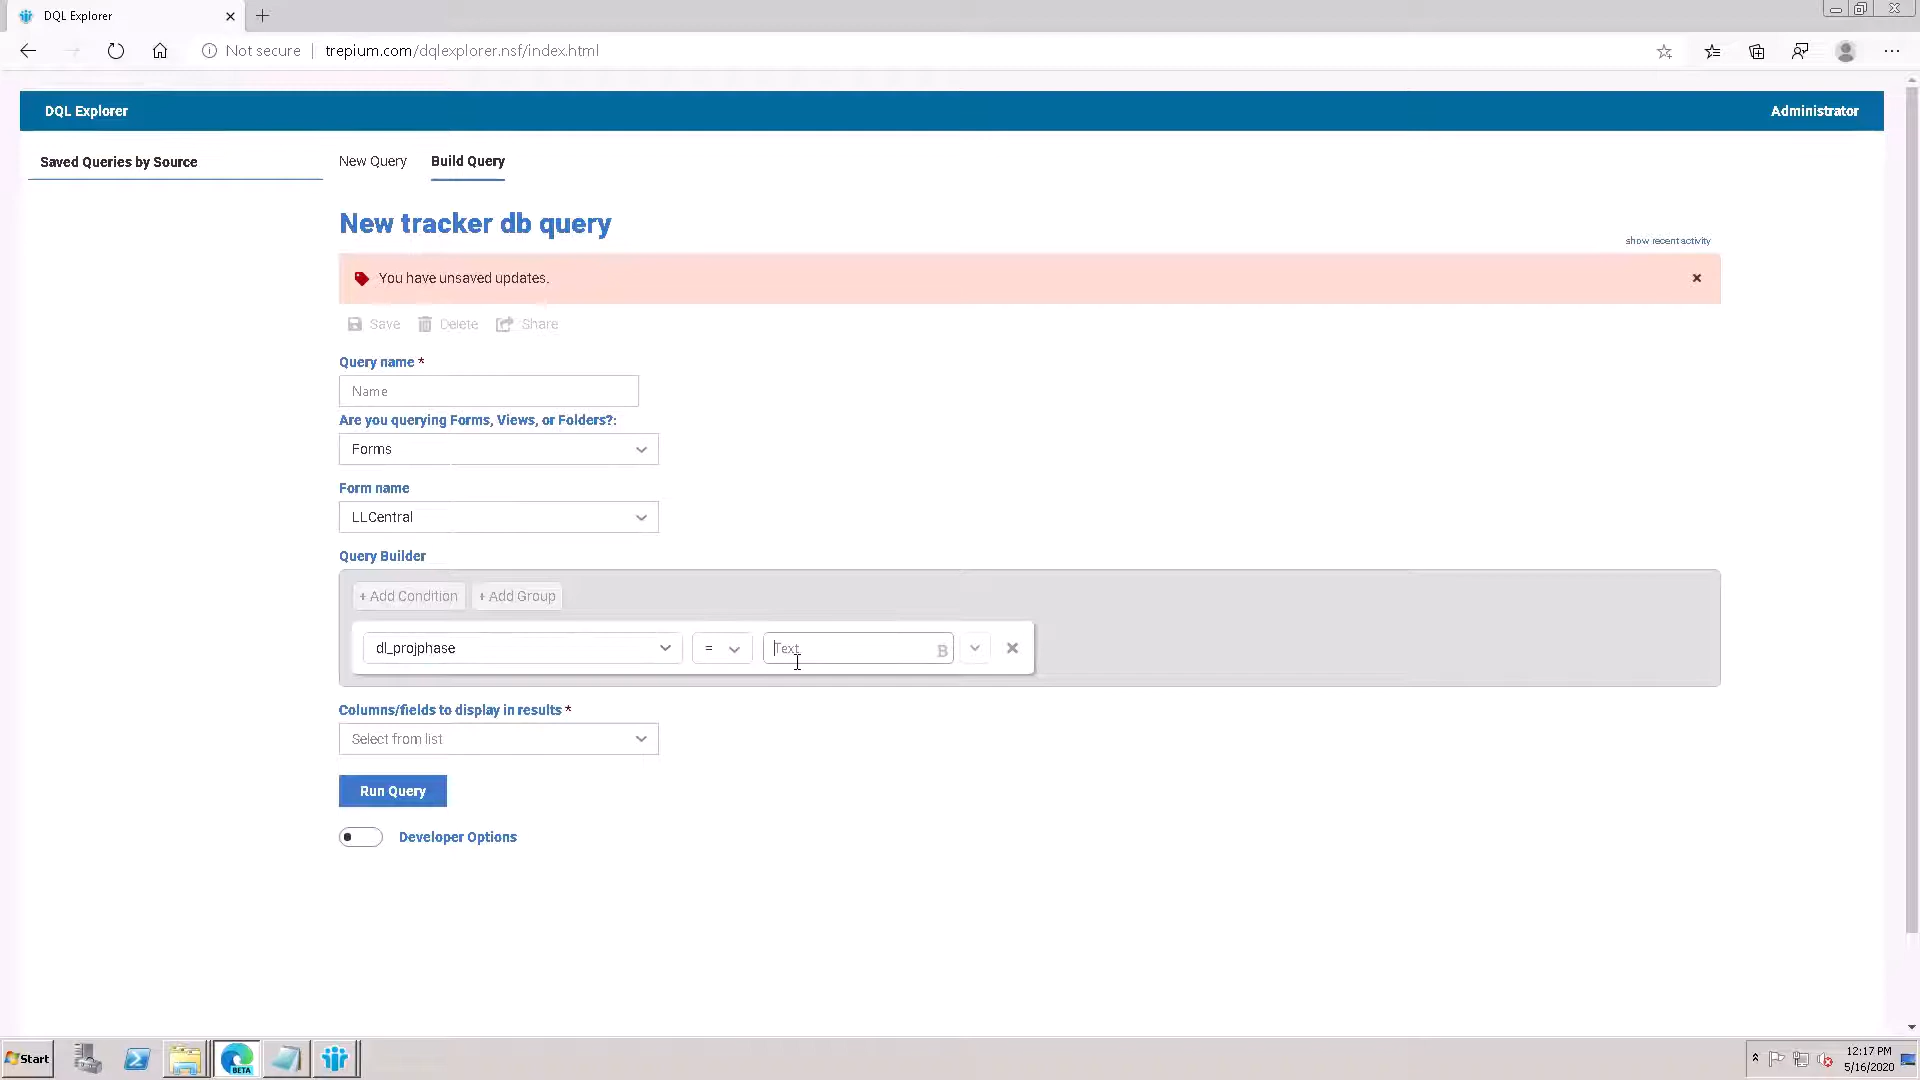 DQL Explorer
Not secure
trepium.com/dqlexplorer.nsf/index.html
DQL Explorer
Administrator
Saved Queries by Source
New Query
Build Query
New tracker db query
show recent activity
You have unsaved updates.
Save
Delete
Share
Query name *
Name
Are you querying Forms, Views, or Folders?:
Forms
Form name
LLCentral
Query Builder
+ Add Condition
+ Add Group
dl_projphase
=
Text
B
Columns/fields to display in results *
Select from list
Run Query
Developer Options
Start
BETA
12:17 PM
5/16/2020